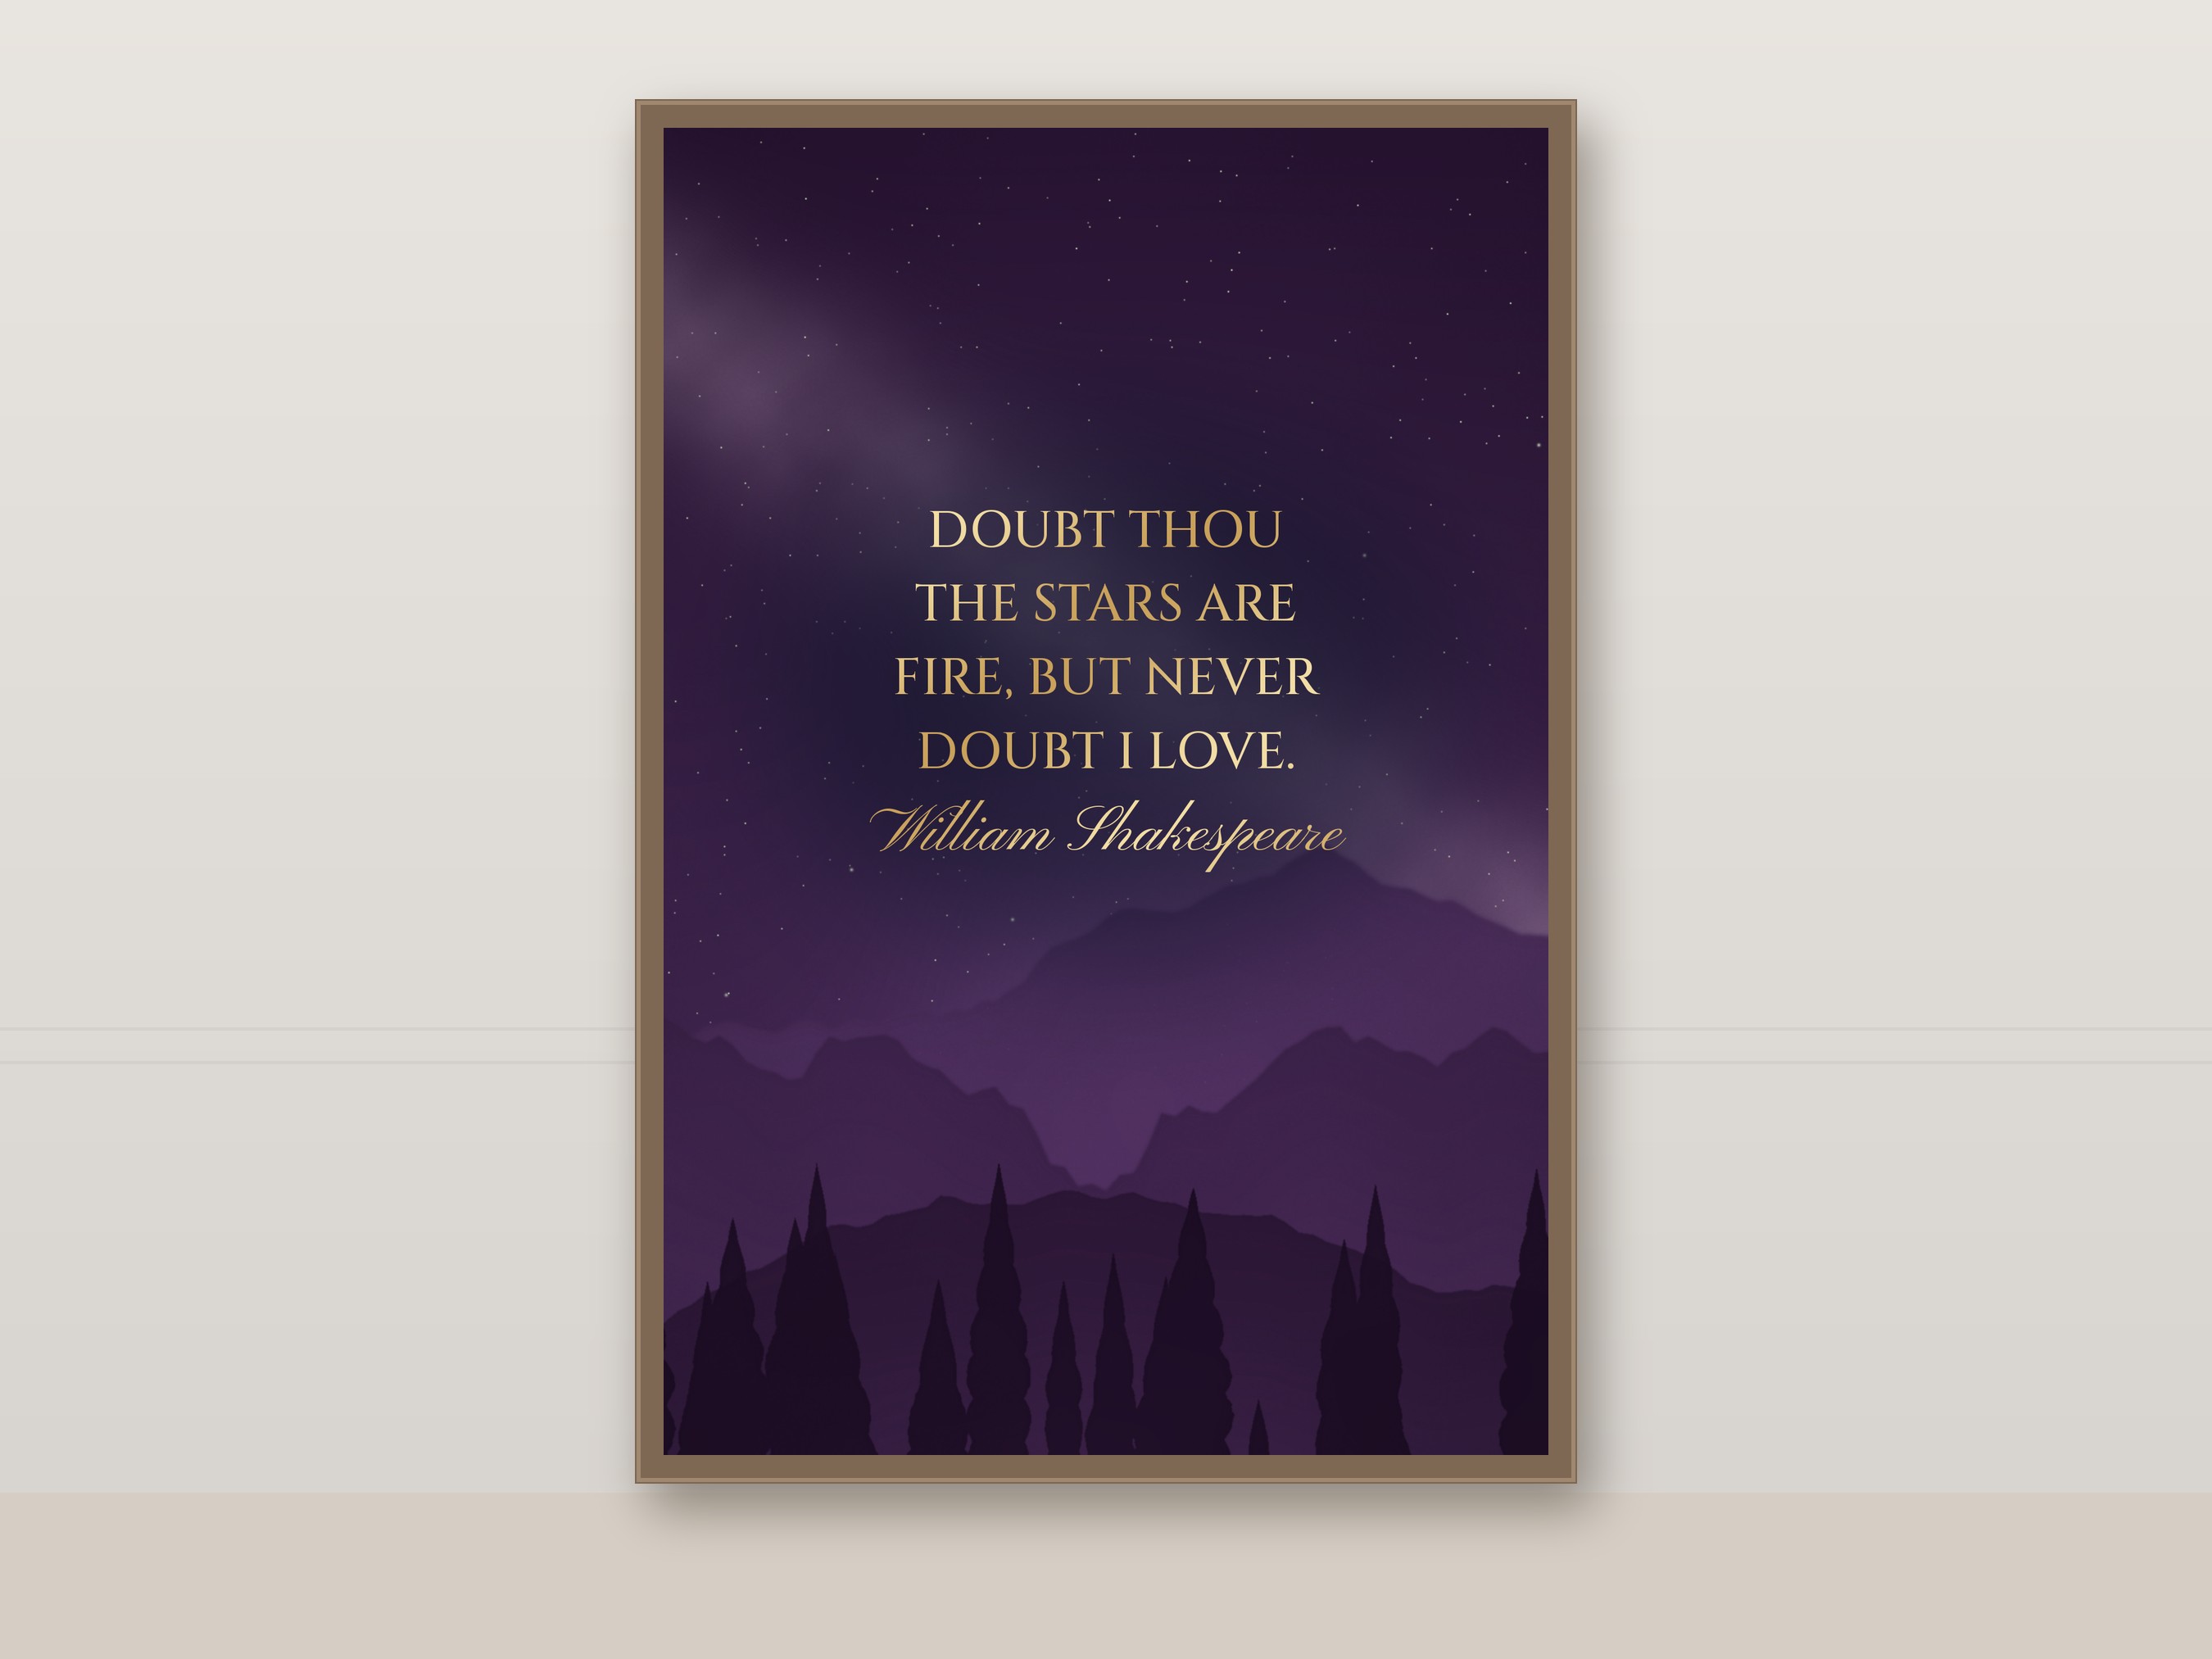 DOUBT THOU
THE STARS ARE
FIRE, BUT NEVER
DOUBT I LOVE.
William Shakespeare